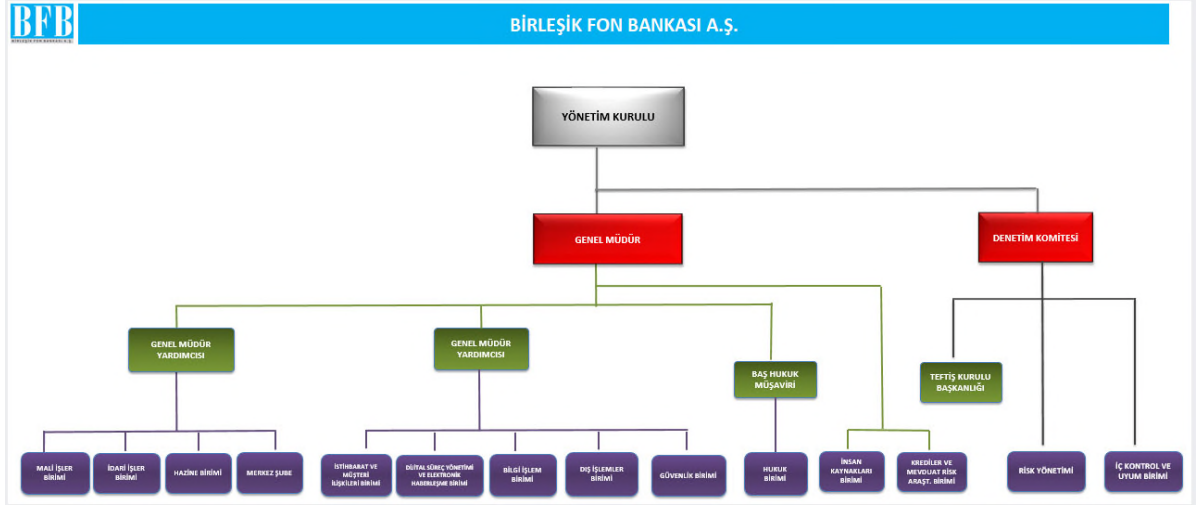 BFB
BİRLEŞİK FON BANKASI A.Ş.
BİRLEŞİK FON BANKASI A.Ş.
YÖNETİM KURULU
GENEL MÜDÜR
DENETİM KOMİTESİ
GENEL MÜDÜR
YARDIMCISI
GENEL MÜDÜR
YARDIMCISI
BAŞ HUKUK
MÜŞAVİRİ
TEFTİŞ KURULU
BAŞKANLIĞI
MALİ İŞLER
BİRİMİ
İDARİ İŞLER
BİRİMİ
HAZİNE BİRİMİ
MERKEZ ŞUBE
İSTİHBARAT VE
MÜŞTERİ
İLİŞKİLERİ BİRİMİ
DİJİTAL SÜREÇ YÖNETİMİ
VE ELEKTRONİK
HABERLEŞME BİRİMİ
BİLGİ İŞLEM
BİRİMİ
DIŞ İŞLEMLER
BİRİMİ
GÜVENLİK BİRİMİ
HUKUK
BİRİMİ
İNSAN
KAYNAKLARI
BİRİMİ
KREDİLER VE
MEVDUAT RİSK
ARAŞT. BİRİMİ
RİSK YÖNETİMİ
İÇ KONTROL VE
UYUM BİRİMİ